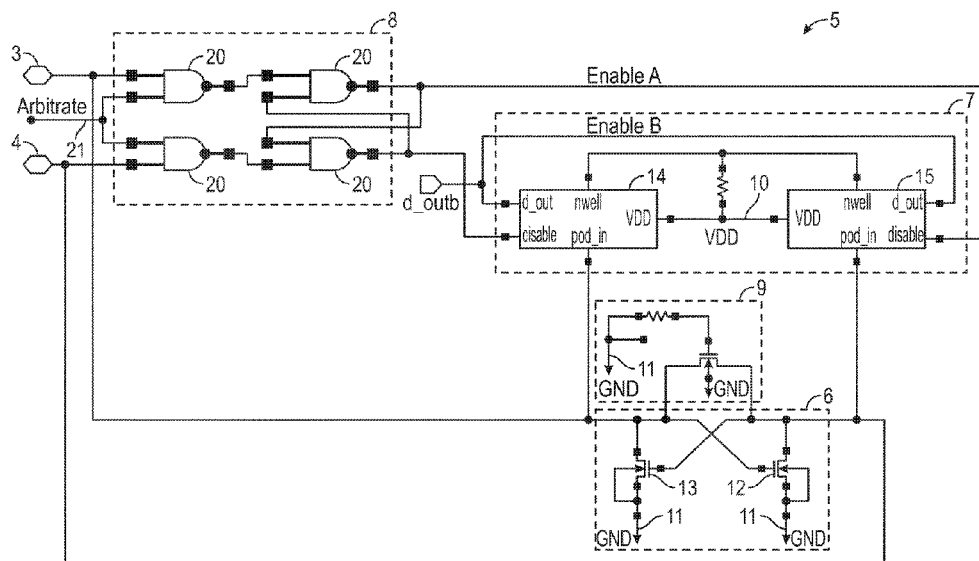 8
5
3
20
20
Enable A
7
Arbitrate
Enable B
21
4
20
20
14
10
15
d_outb
d_out
nwell
VDD
VDD
nwell
d_out
disable
pod_in
VDD
pod_in
disable
9
11
GND
GND
6
13
12
11
11
GND
GND